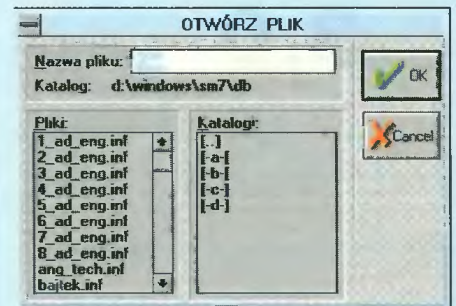 OTWÓRZ PLIK
Nazwa pliku:
Katalog: d:\windows\sm7\db
OK
Cancel
Pliki:
1_ad_eng.inf
2_ad_eng.inf
3_ad_eng.inf
4_ad_eng.inf
5_ad_eng.inf
6_ad_eng.inf
7_ad_eng.inf
8_ad_eng.inf
ang_tech.inf
bajtek.inf
Katalogi:
[..]
[-a-]
[-b-]
[-c-]
[-d-]